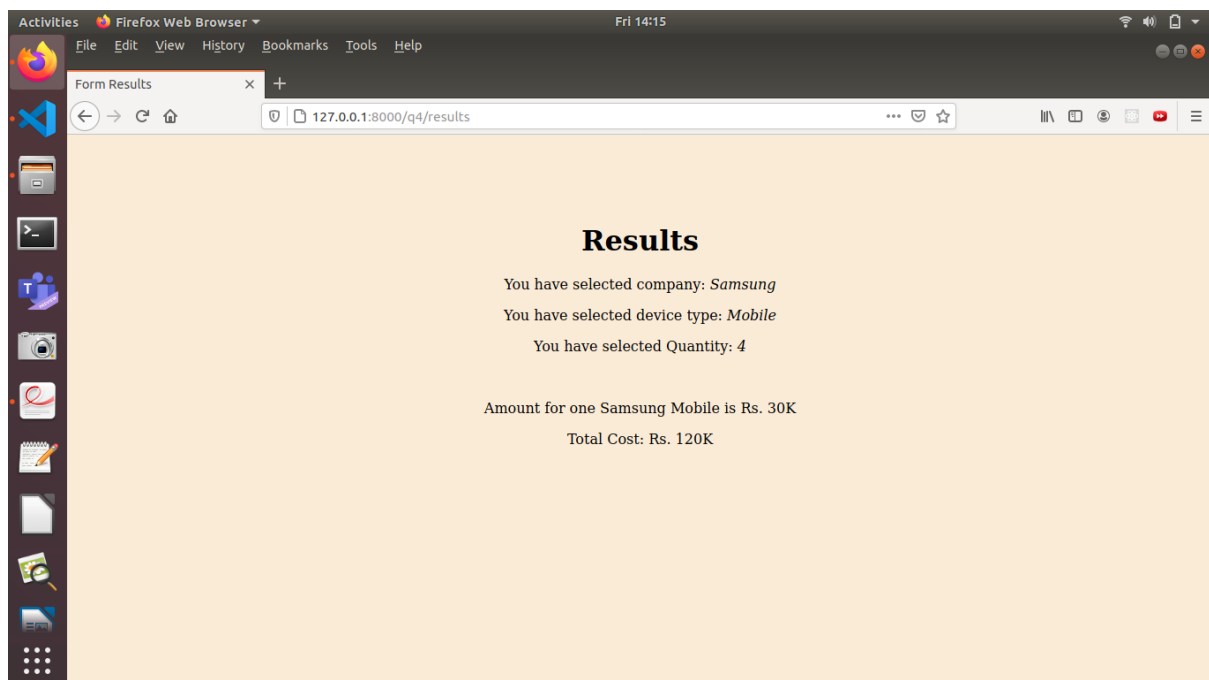 Activities Firefox Web Browser Fri 14:15
File Edit View History Bookmarks Tools Help
Form Results
127.0.0.1:8000/q4/results
Results
You have selected company: Samsung
You have selected device type: Mobile
You have selected Quantity: 4
Amount for one Samsung Mobile is Rs. 30K
Total Cost: Rs. 120K